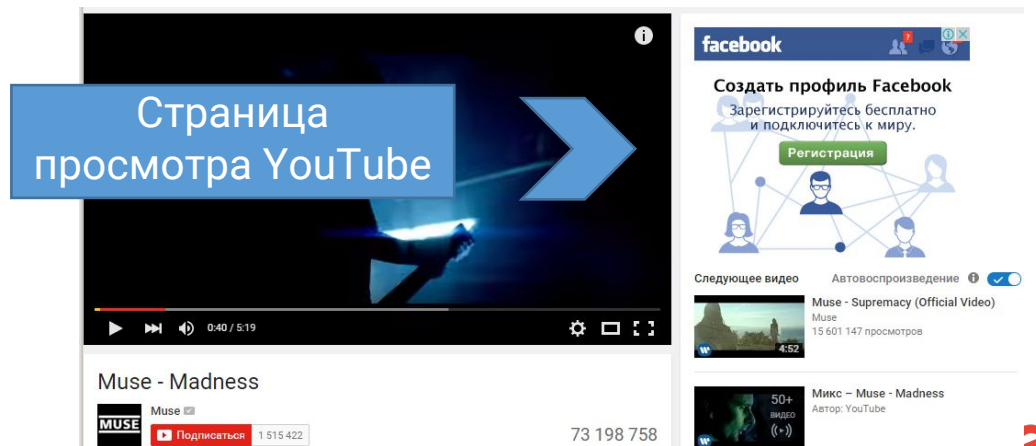 Страница
просмотра YouTube
0:40 / 5:19
Muse - Madness
MUSE
Muse
Подписаться 1 515 422
73 198 758
facebook
?
Создать профиль Facebook
Зарегистрируйтесь бесплатно
и подключитесь к миру.
Регистрация
Следующее видео Автовоспроизведение
Muse - Supremacy (Official Video)
Muse
15 601 147 просмотров
4:52
Микс – Muse - Madness
Автор: YouTube
50+
ВИДЕО